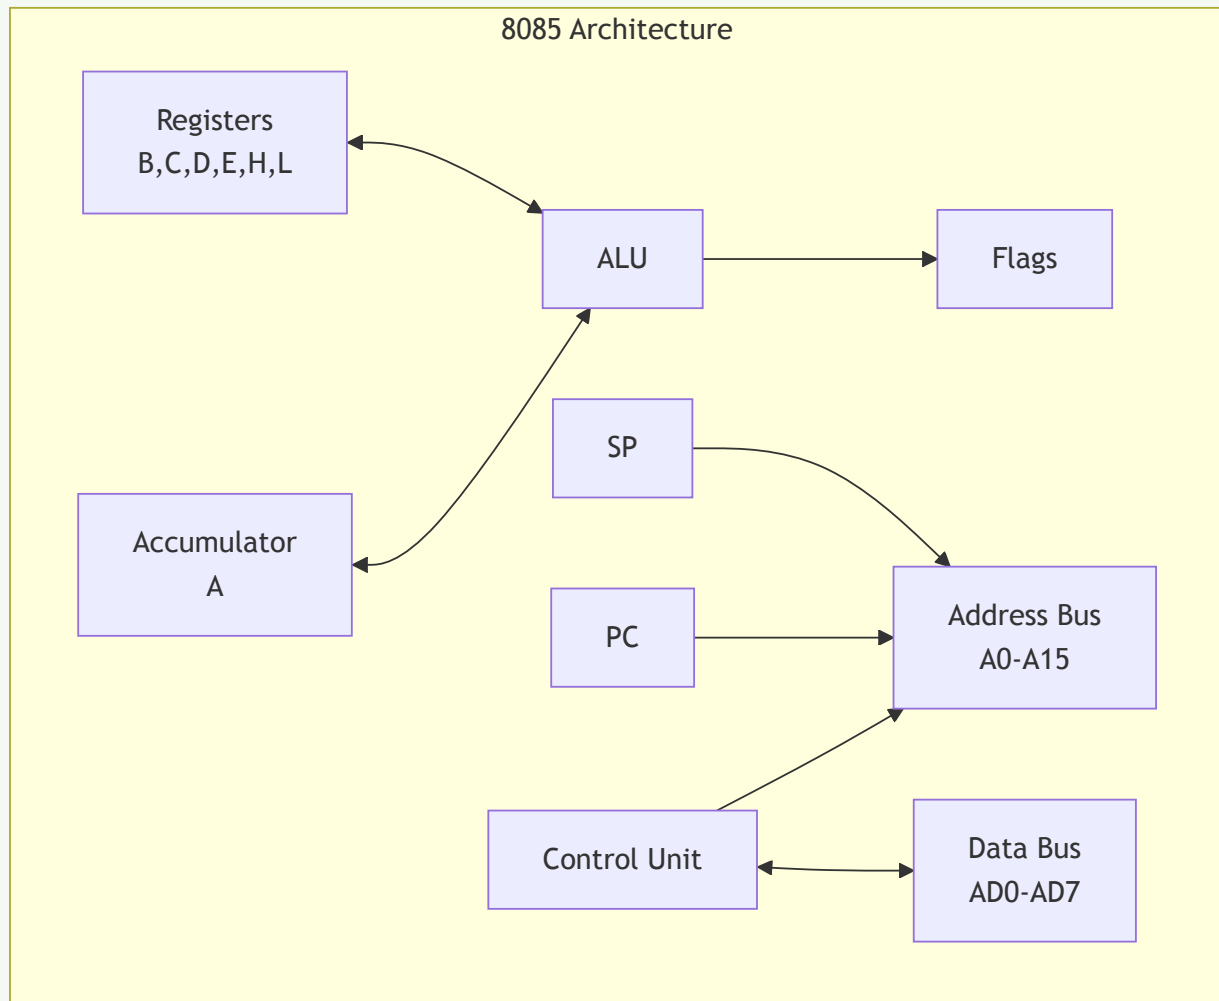 8085 Architecture
Registers
B,C,D,E,H,L
ALU
Flags
SP
Accumulator
A
PC
Address Bus
A0-A15
Control Unit
Data Bus
AD0-AD7